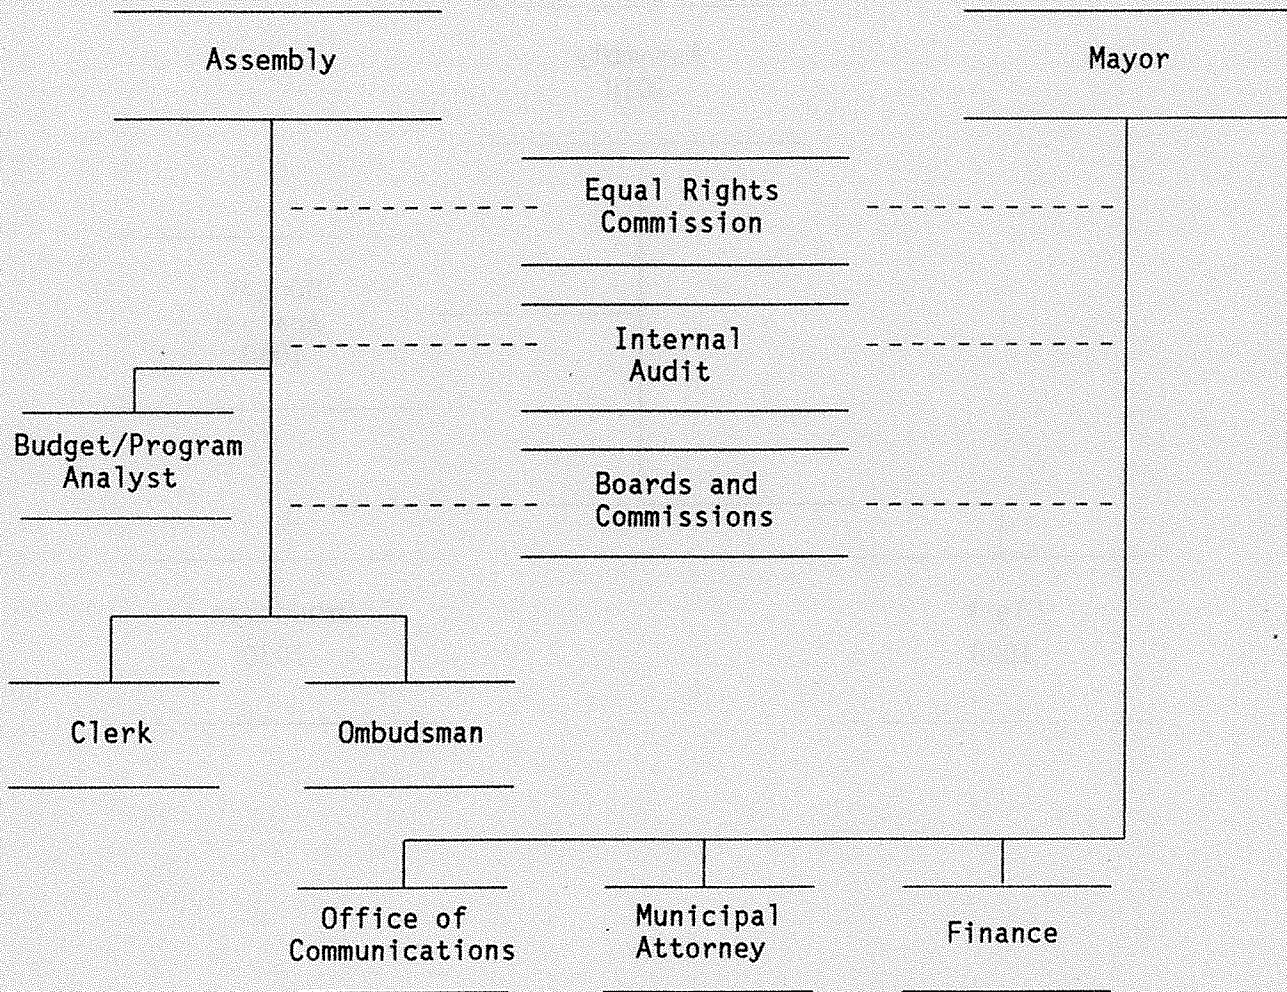 Assembly
Mayor
Equal Rights
Commission
Internal
Audit
Budget/Program
Analyst
Boards and
Commissions
Clerk
Ombudsman
Office of
Communications
Municipal
Attorney
Finance